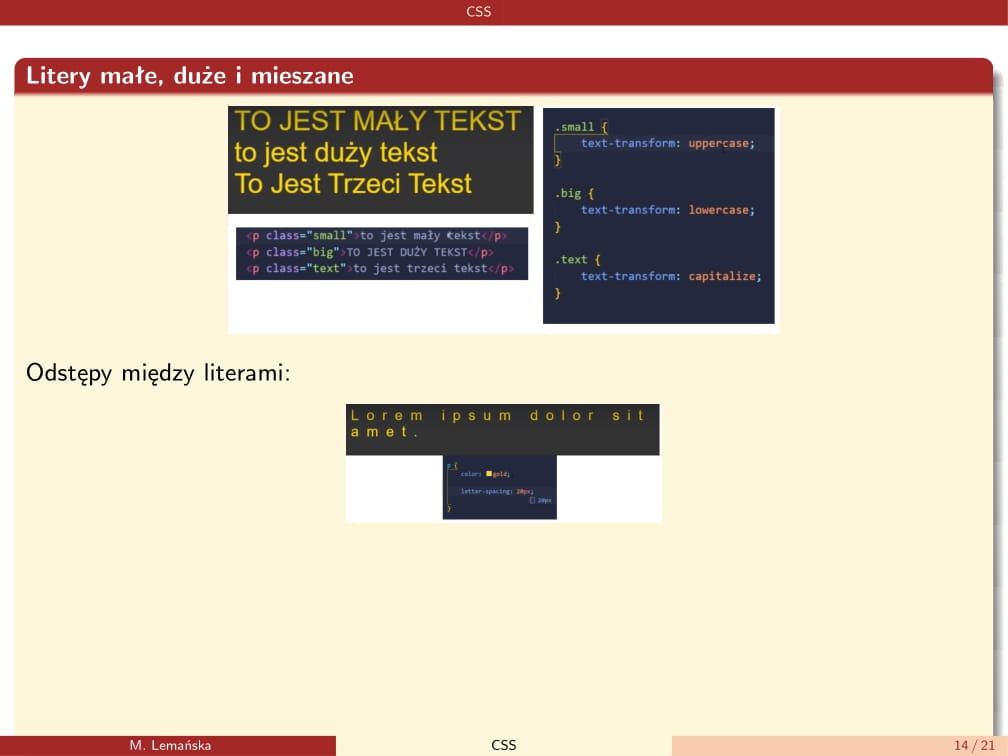 CSS
Litery małe, duże i mieszane
TO JEST MAŁY TEKST
to jest duży tekst
To Jest Trzeci Tekst
<p class="small">to jest mały tekst</p>
<p class="big">TO JEST DUŻY TEKST</p>
<p class="text">to jest trzeci tekst</p>
.small {
text-transform: uppercase;
}
.big {
text-transform: lowercase;
}
.text {
text-transform: capitalize;
}
Odstępy między literami:
Lorem ipsum dolor sit
amet.
p {
color: gold;
letter-spacing: 20px;
20px
}
M. Lemańska
CSS
14 / 21